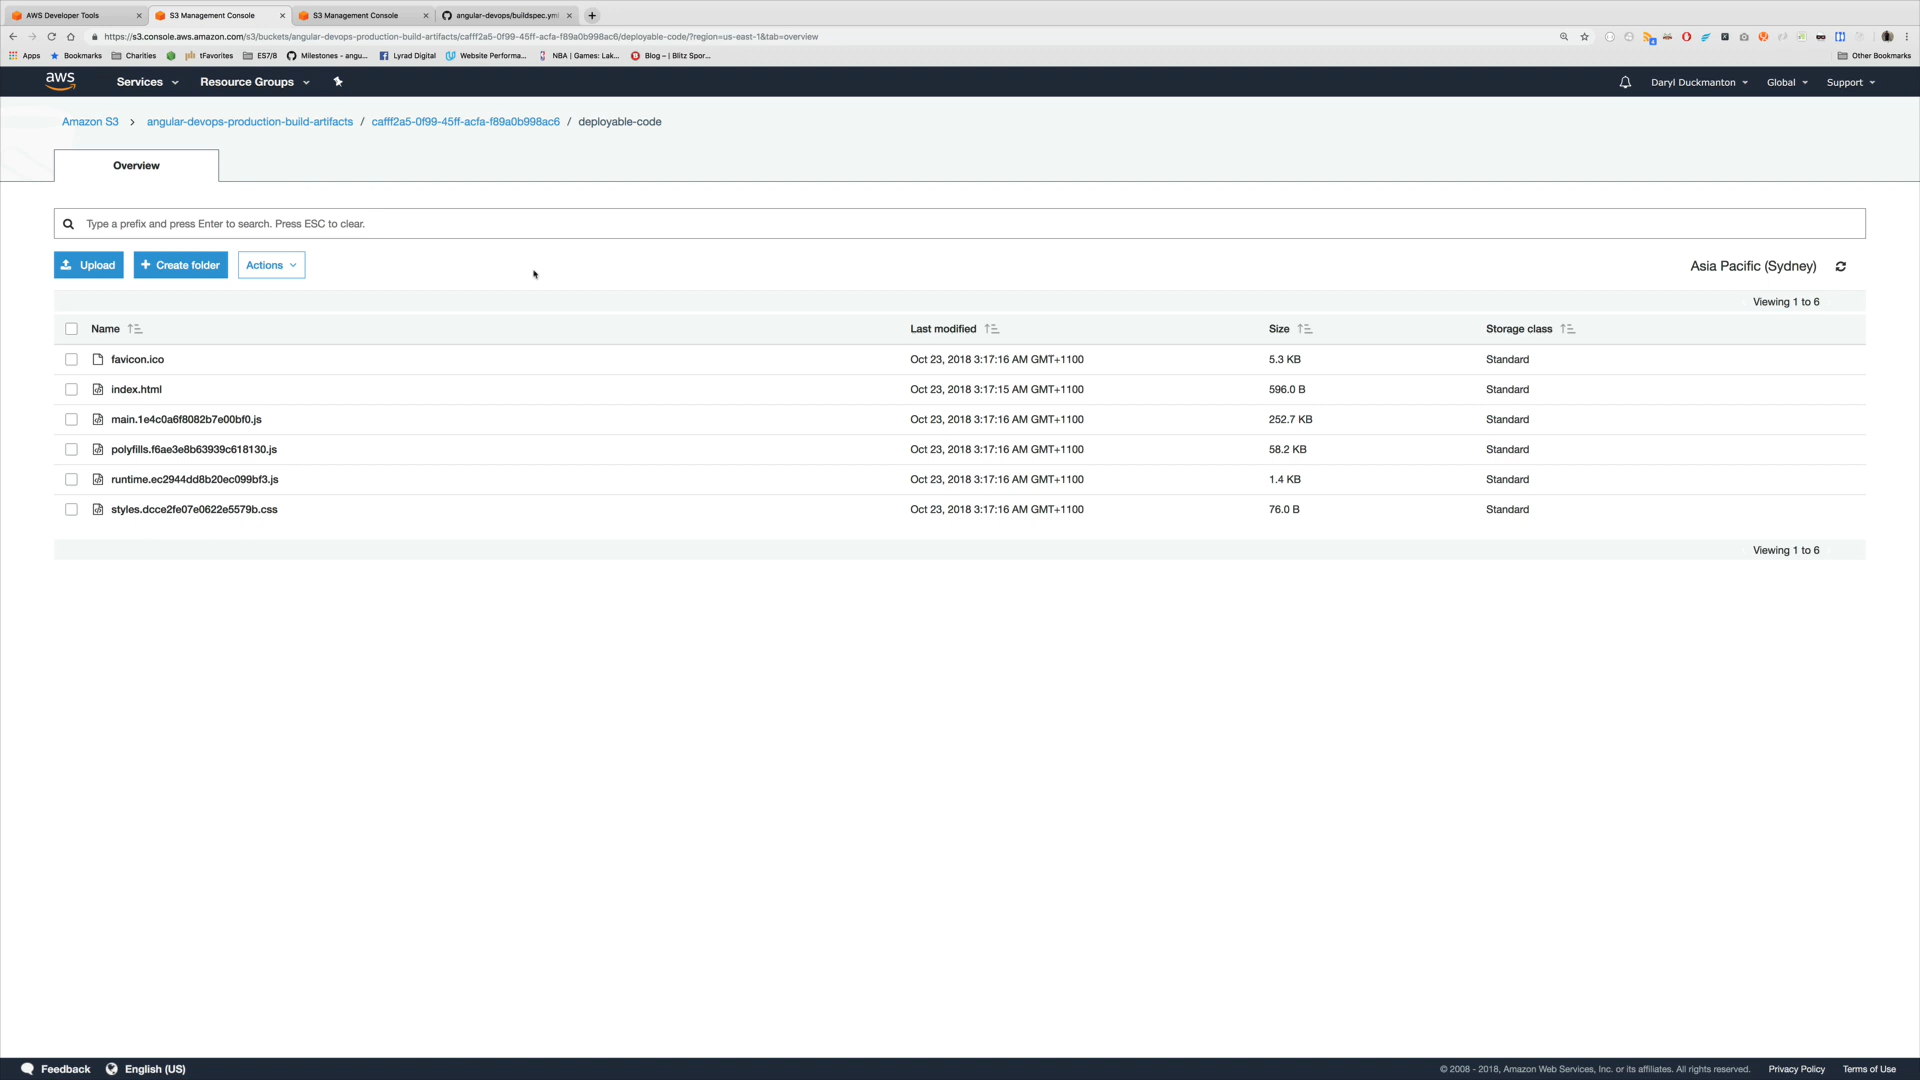 AWS Developer Tools
S3 Management Console
S3 Management Console
angular-devops/buildspec.yml
https://s3.console.aws.amazon.com/s3/buckets/angular-devops-production-build-artifacts/cafff2a5-0f99-45ff-acfa-f89a0b998ac6/deployable-code/?region=us-east-1&tab=overview
Apps Bookmarks Charities tFavorites ES7/8 Milestones - angu... Lyrad Digital Website Performa... NBA | Games: Lak... Blog – | Blitz Spor... Other Bookmarks
aws Services Resource Groups Daryl Duckmanton Global Support
Amazon S3 > angular-devops-production-build-artifacts / cafff2a5-0f99-45ff-acfa-f89a0b998ac6 / deployable-code
Overview
Type a prefix and press Enter to search. Press ESC to clear.
Upload + Create folder Actions Asia Pacific (Sydney)
Viewing 1 to 6
Name Last modified Size Storage class
favicon.ico Oct 23, 2018 3:17:16 AM GMT+1100 5.3 KB Standard
index.html Oct 23, 2018 3:17:15 AM GMT+1100 596.0 B Standard
main.1e4c0a6f8082b7e00bf0.js Oct 23, 2018 3:17:16 AM GMT+1100 252.7 KB Standard
polyfills.f6ae3e8b63939c618130.js Oct 23, 2018 3:17:16 AM GMT+1100 58.2 KB Standard
runtime.ec2944dd8b20ec099bf3.js Oct 23, 2018 3:17:16 AM GMT+1100 1.4 KB Standard
styles.dcce2fe07e0622e5579b.css Oct 23, 2018 3:17:16 AM GMT+1100 76.0 B Standard
Viewing 1 to 6
Feedback English (US) © 2008 - 2018, Amazon Web Services, Inc. or its affiliates. All rights reserved. Privacy Policy Terms of Use